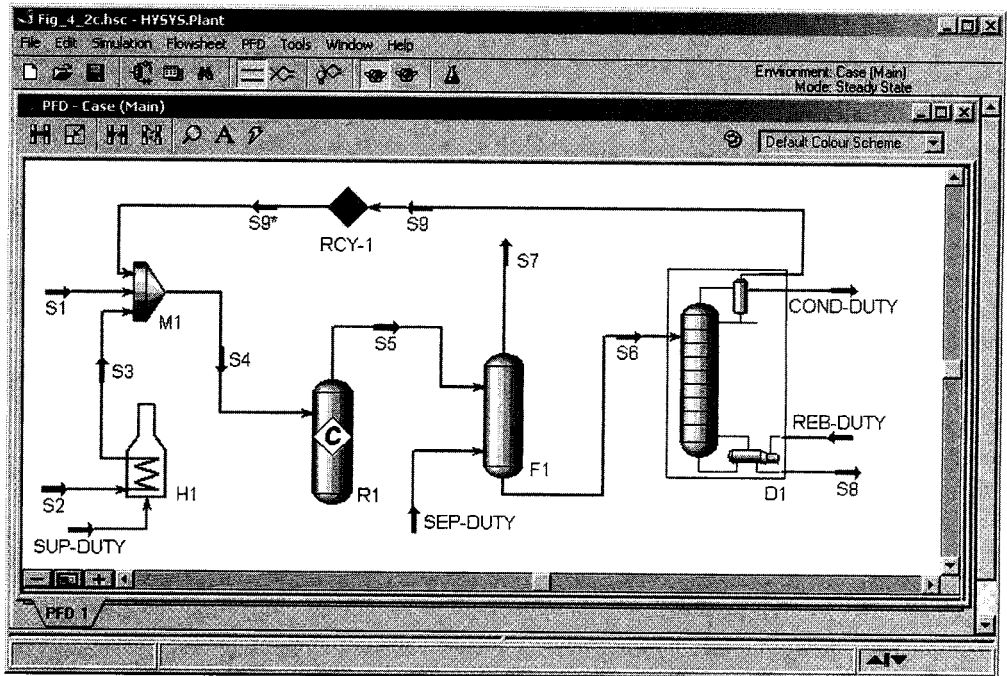 Fig_4_2c.hsc - HYSYS.Plant
File Edit Simulation Flowsheet PFD Tools Window Help
Environment: Case (Main)
Mode: Steady State
PFD - Case (Main)
A
Default Colour Scheme
S9*
RCY-1
S9
S7
S1
M1
COND-DUTY
S3
S4
S5
S6
REB-DUTY
C
F1
S2
H1
R1
D1
S8
SEP-DUTY
SUP-DUTY
PFD 1